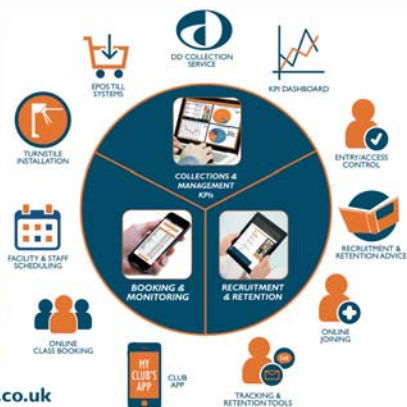 DD COLLECTION
SERVICE
EPOS TILL
SYSTEMS
KPI DASHBOARD
TURNSTILE
INSTALLATION
ENTRY/ACCESS
CONTROL
COLLECTIONS &
MANAGEMENT
KPIs
FACILITY & STAFF
SCHEDULING
RECRUITMENT &
RETENTION ADVICE
BOOKING &
MONITORING
RECRUITMENT
& RETENTION
ONLINE
CLASS BOOKING
ONLINE
JOINING
MY
CLUB'S
APP
CLUB
APP
TRACKING &
RETENTION TOOLS
.co.uk